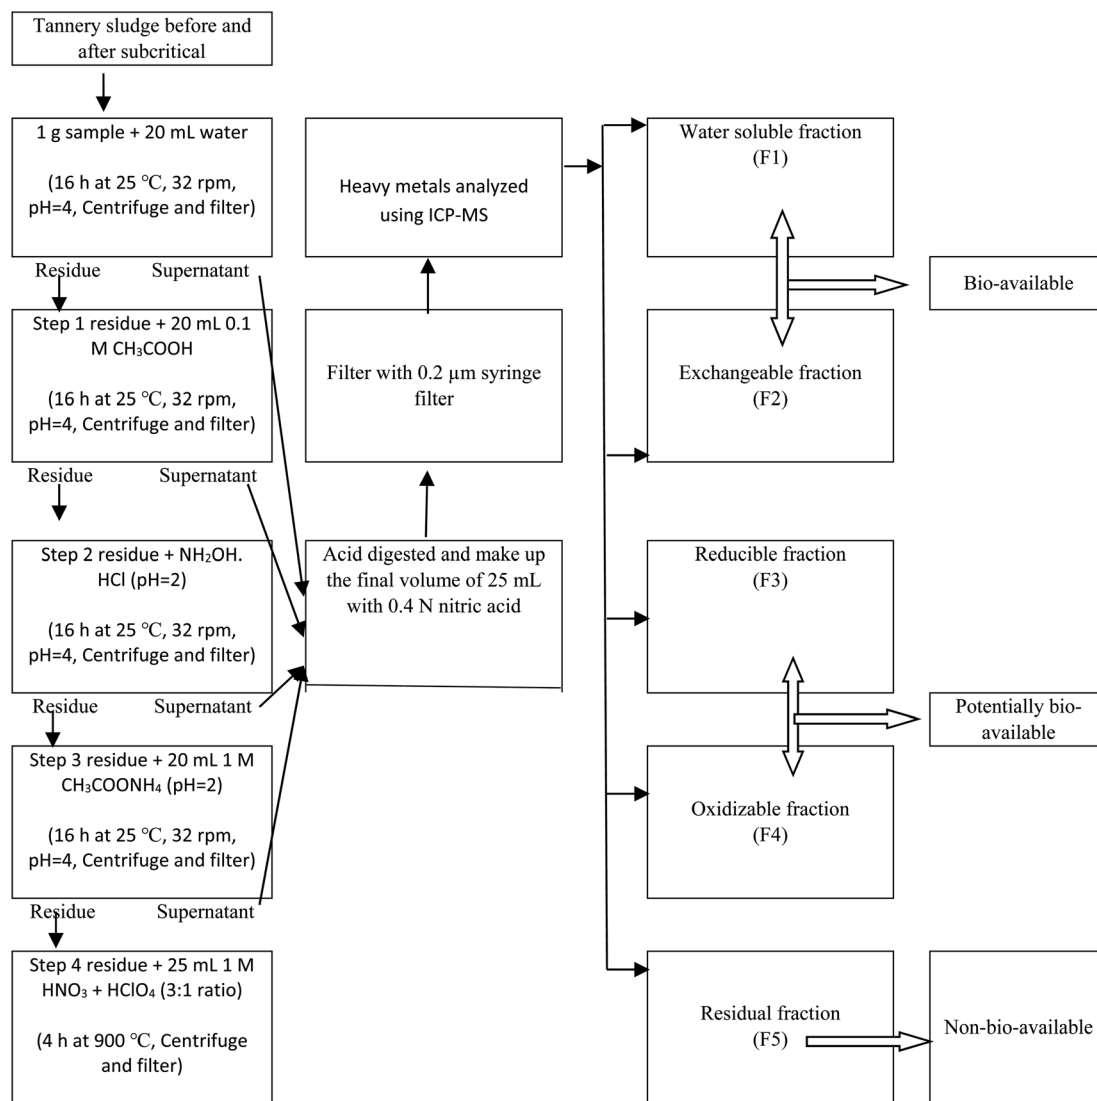 Tannery sludge before and
after subcritical
1 g sample + 20 mL water
(16 h at 25 ℃, 32 rpm,
pH=4, Centrifuge and filter)
Residue
Supernatant
Step 1 residue + 20 mL 0.1
M CH₃COOH
(16 h at 25 ℃, 32 rpm,
pH=4, Centrifuge and filter)
Residue
Supernatant
Step 2 residue + NH₂OH.
HCl (pH=2)
(16 h at 25 ℃, 32 rpm,
pH=4, Centrifuge and filter)
Residue
Supernatant
Step 3 residue + 20 mL 1 M
CH₃COONH₄ (pH=2)
(16 h at 25 ℃, 32 rpm,
pH=4, Centrifuge and filter)
Residue
Supernatant
Step 4 residue + 25 mL 1 M
HNO₃ + HClO₄ (3:1 ratio)
(4 h at 900 ℃, Centrifuge
and filter)
Heavy metals analyzed
using ICP-MS
Filter with 0.2 µm syringe
filter
Acid digested and make up
the final volume of 25 mL
with 0.4 N nitric acid
Water soluble fraction
(F1)
Exchangeable fraction
(F2)
Reducible fraction
(F3)
Oxidizable fraction
(F4)
Residual fraction
(F5)
Bio-available
Potentially bio-
available
Non-bio-available